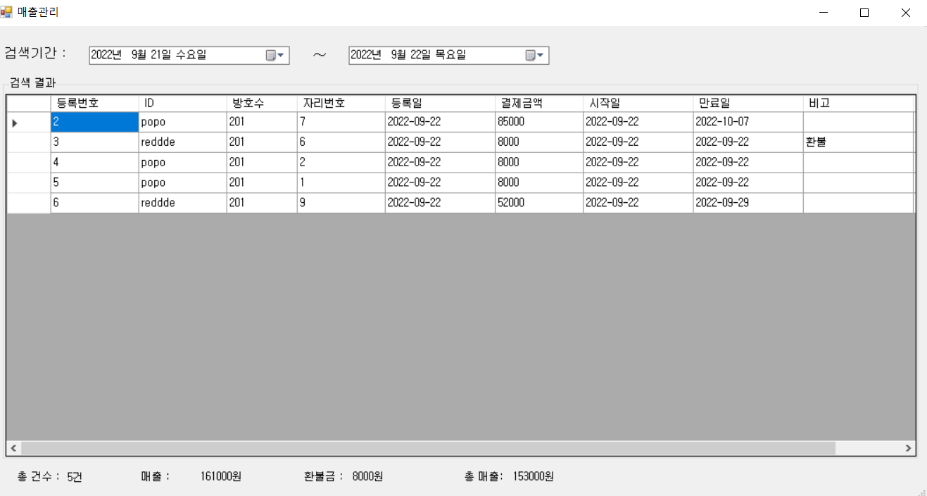 매출관리
검색기간 : 2022년 9월 21일 수요일 ~ 2022년 9월 22일 목요일
검색 결과
등록번호 ID 방호수 자리번호 등록일 결제금액 시작일 만료일 비고
2 popo 201 7 2022-09-22 85000 2022-09-22 2022-10-07
3 reddde 201 6 2022-09-22 8000 2022-09-22 2022-09-22 환불
4 popo 201 2 2022-09-22 8000 2022-09-22 2022-09-22
5 popo 201 1 2022-09-22 8000 2022-09-22 2022-09-22
6 reddde 201 9 2022-09-22 52000 2022-09-22 2022-09-29
총 건수 : 5건 매출 : 161000원 환불금 : 8000원 총 매출: 153000원